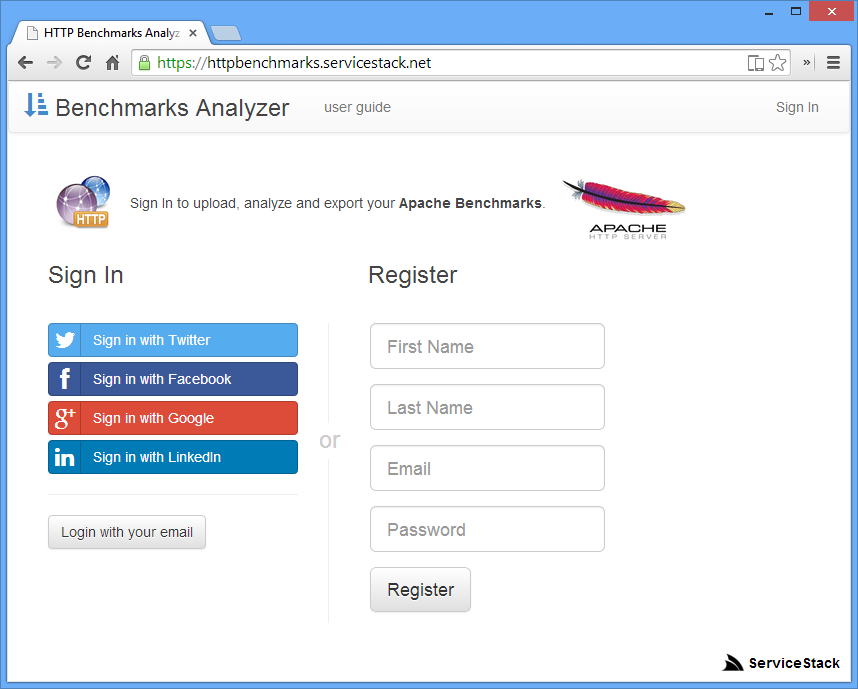 HTTP Benchmarks Analyz
https://httpbenchmarks.servicestack.net
Benchmarks Analyzer
user guide
Sign In
HTTP
Sign In to upload, analyze and export your Apache Benchmarks.
APACHE
HTTP SERVER
Sign In
Register
Sign in with Twitter
Sign in with Facebook
Sign in with Google
Sign in with LinkedIn
Login with your email
or
First Name
Last Name
Email
Password
Register
ServiceStack